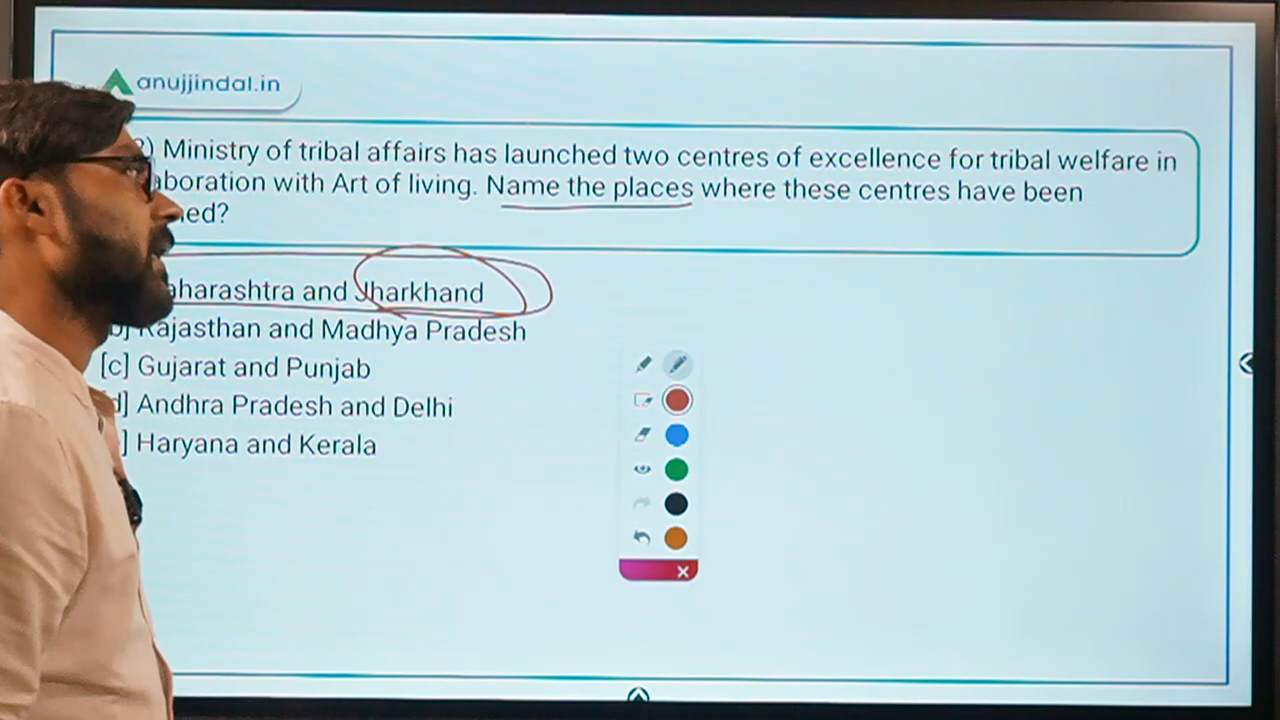 anujjindal.in
) Ministry of tribal affairs has launched two centres of excellence for tribal welfare in
aboration with Art of living. Name the places where these centres have been
ned?
aharashtra and Jharkhand
b] Rajasthan and Madhya Pradesh
[c] Gujarat and Punjab
d] Andhra Pradesh and Delhi
] Haryana and Kerala